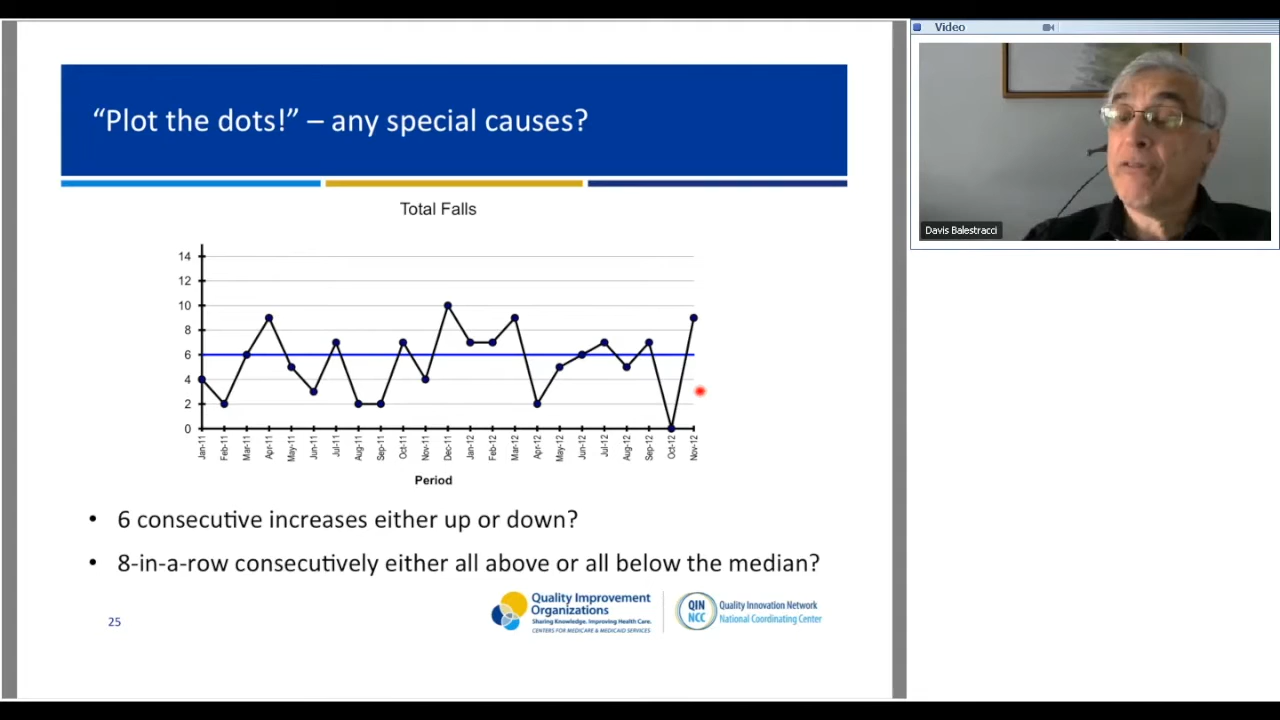 Video
Davis Balestracci
“Plot the dots!” – any special causes?
Total Falls
14
12
10
8
6
4
2
0
Jan-11
Feb-11
Mar-11
Apr-11
May-11
Jun-11
Jul-11
Aug-11
Sep-11
Oct-11
Nov-11
Dec-11
Jan-12
Feb-12
Mar-12
Apr-12
May-12
Jun-12
Jul-12
Aug-12
Sep-12
Oct-12
Nov-12
Period
• 6 consecutive increases either up or down?
• 8-in-a-row consecutively either all above or all below the median?
25
Quality Improvement
Organizations
Sharing Knowledge. Improving Health Care.
CENTERS FOR MEDICARE & MEDICAID SERVICES
QIN
NCC
Quality Innovation Network
National Coordinating Center